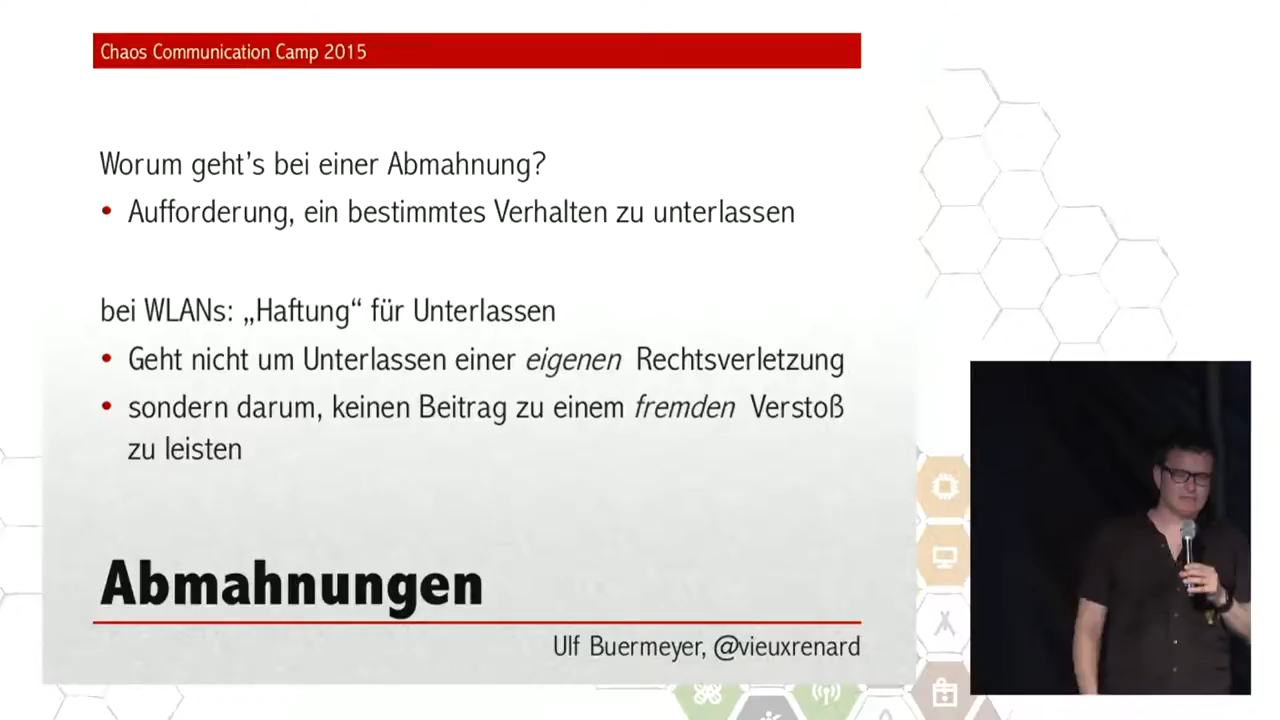 Chaos Communication Camp 2015
Worum geht’s bei einer Abmahnung?
• Aufforderung, ein bestimmtes Verhalten zu unterlassen
bei WLANs: „Haftung“ für Unterlassen
• Geht nicht um Unterlassen einer eigenen Rechtsverletzung
• sondern darum, keinen Beitrag zu einem fremden Verstoß
zu leisten
Abmahnungen
Ulf Buermeyer, @vieuxrenard